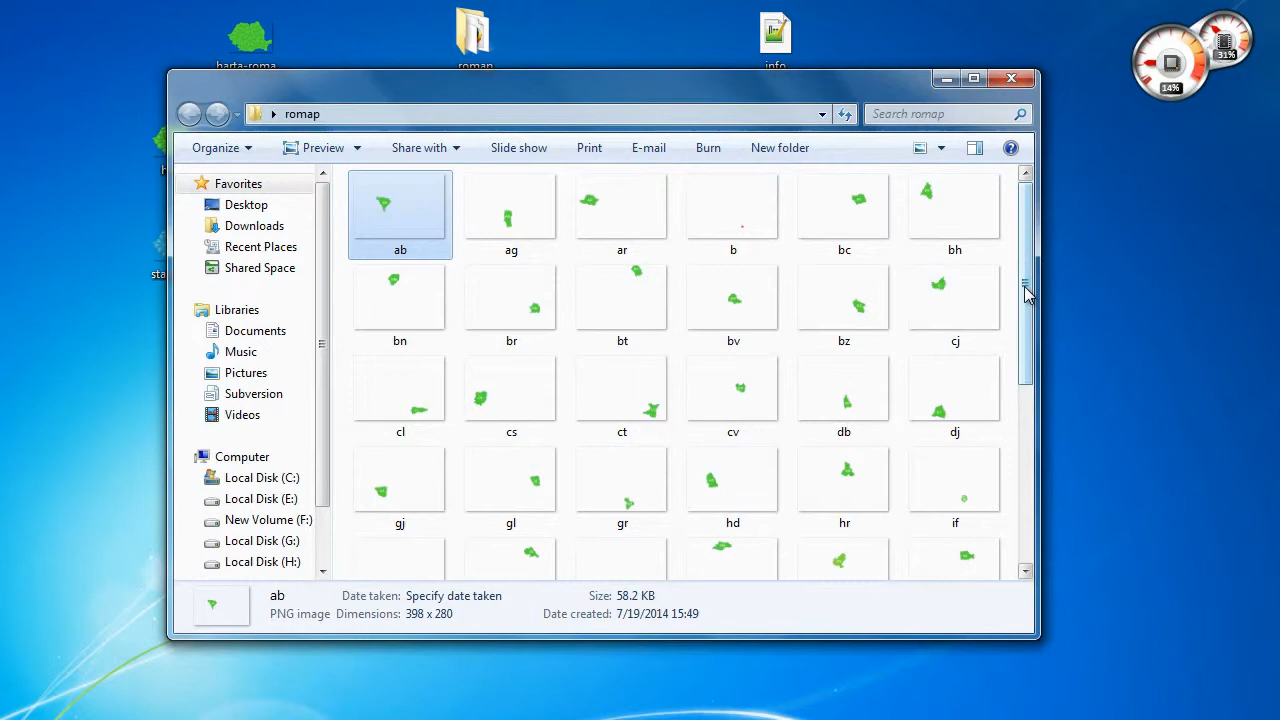 harta-roma
romap
info
31%
14%
romap
Search romap
Organize
Preview
Share with
Slide show
Print
E-mail
Burn
New folder
Favorites
Desktop
Downloads
Recent Places
Shared Space
Libraries
Documents
Music
Pictures
Subversion
Videos
Computer
Local Disk (C:)
Local Disk (E:)
New Volume (F:)
Local Disk (G:)
Local Disk (H:)
ab ag ar b bc bh
bn br bt bv bz cj
cl cs ct cv db dj
gj gl gr hd hr if
ab
PNG image
Date taken: Specify date taken
Dimensions: 398 x 280
Size: 58.2 KB
Date created: 7/19/2014 15:49